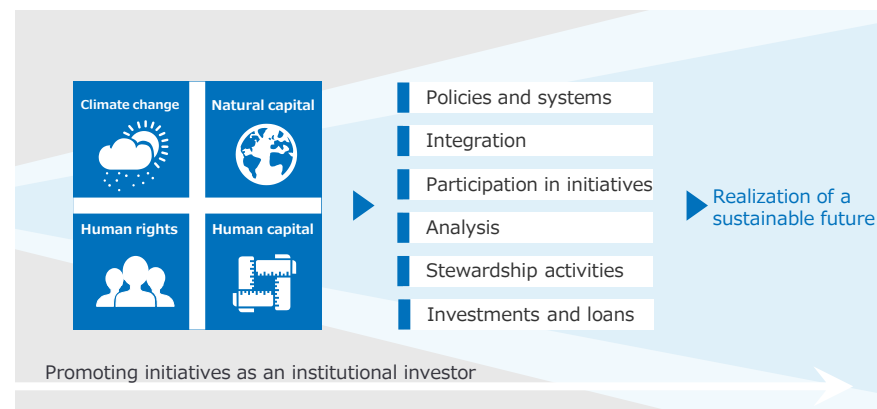 Climate change
Natural capital
Human rights
Human capital
Policies and systems
Integration
Participation in initiatives
Analysis
Stewardship activities
Investments and loans
Realization of a
sustainable future
Promoting initiatives as an institutional investor